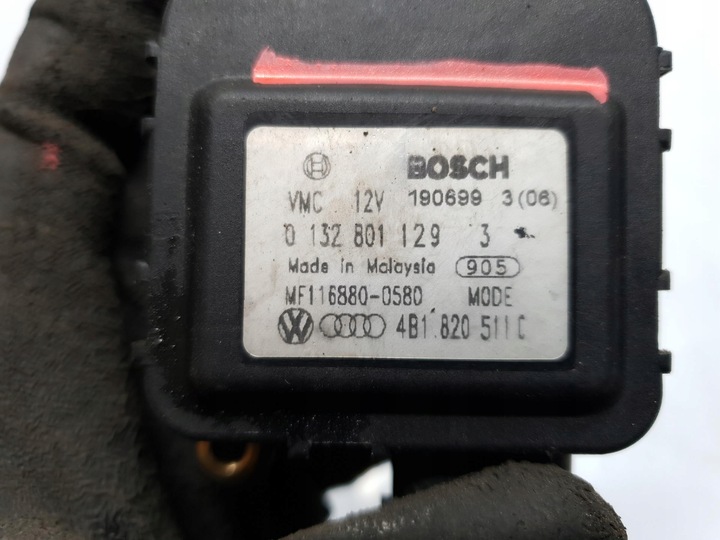 BOSCH
VMC 12V 190699 3(06)
0 132 801 129 3
Made in Malaysia 905
MF116880-0580 MODE
VW 4B1 820 511 C